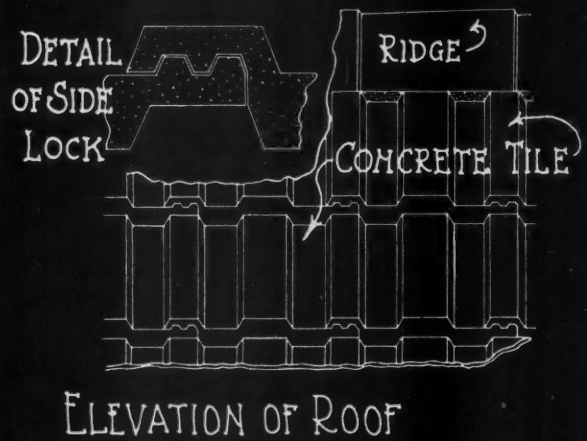 DETAIL
OF SIDE
LOCK
RIDGE
CONCRETE TILE
ELEVATION OF ROOF